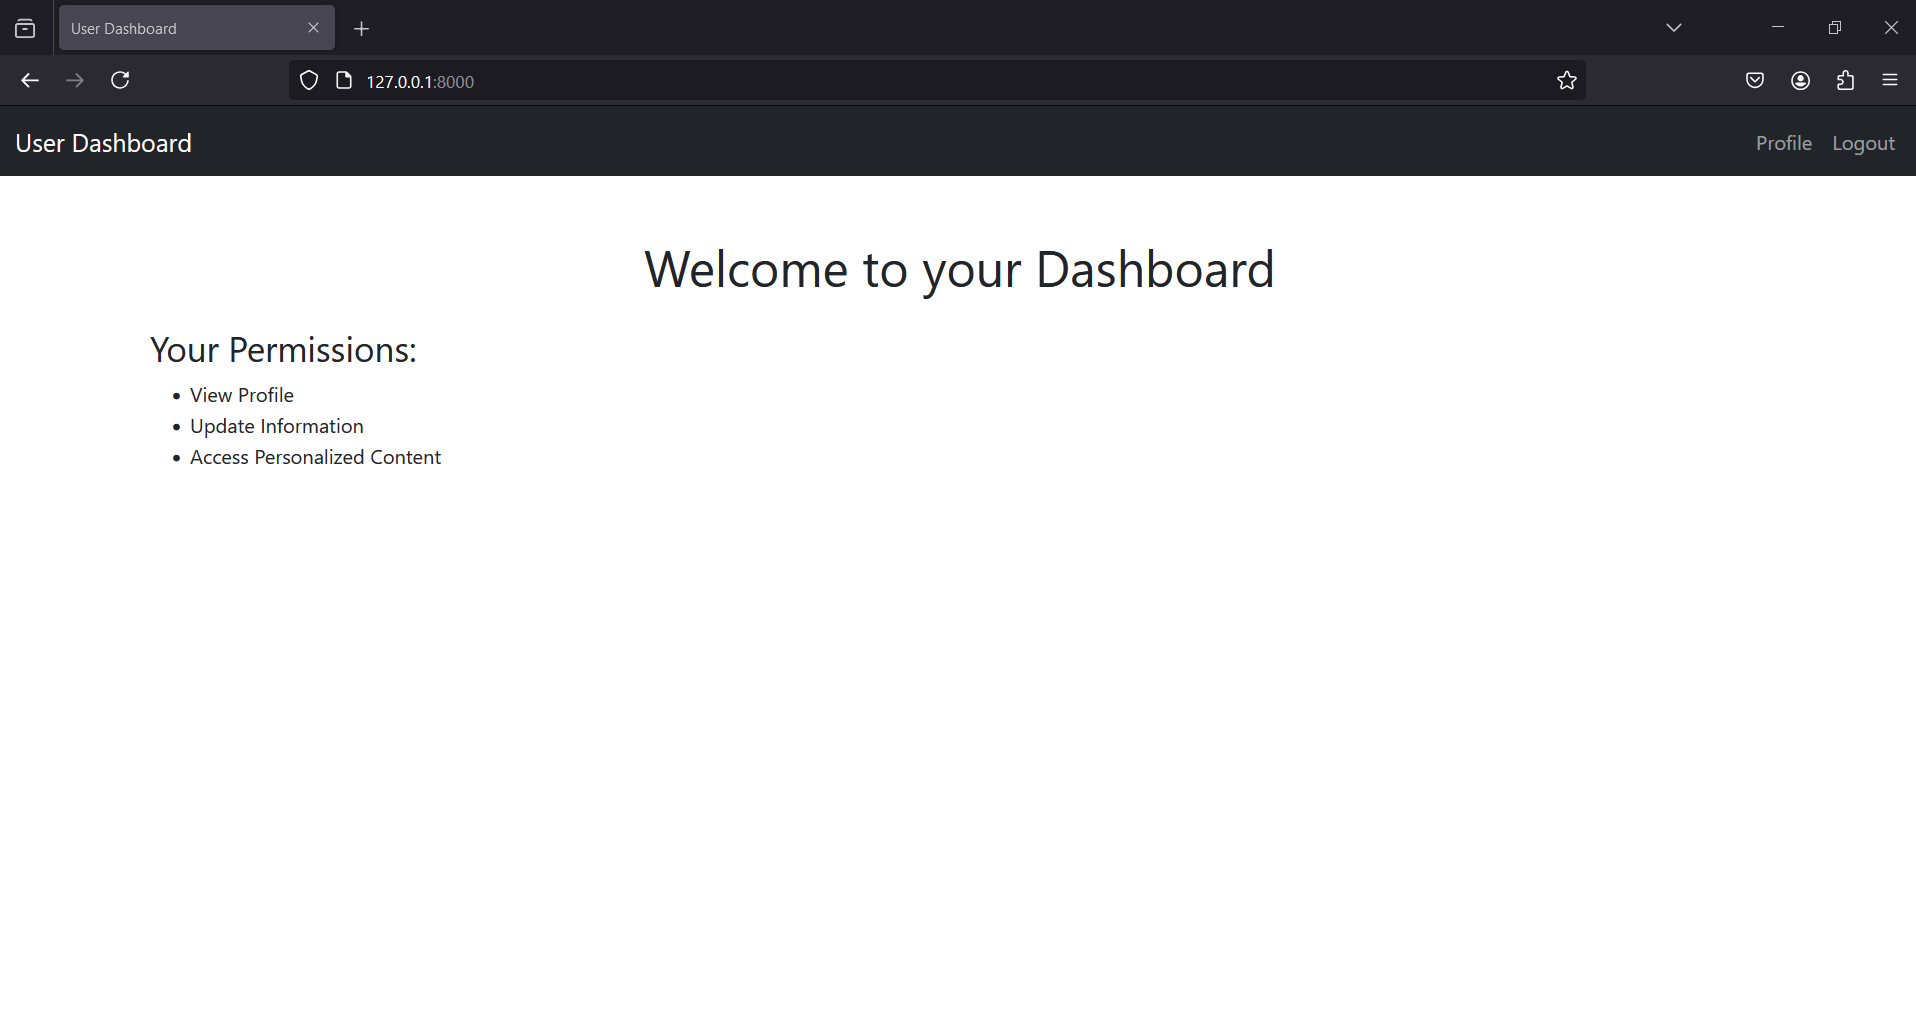 User Dashboard
127.0.0.1:8000
User Dashboard
Profile Logout
Welcome to your Dashboard
Your Permissions:
• View Profile
• Update Information
• Access Personalized Content